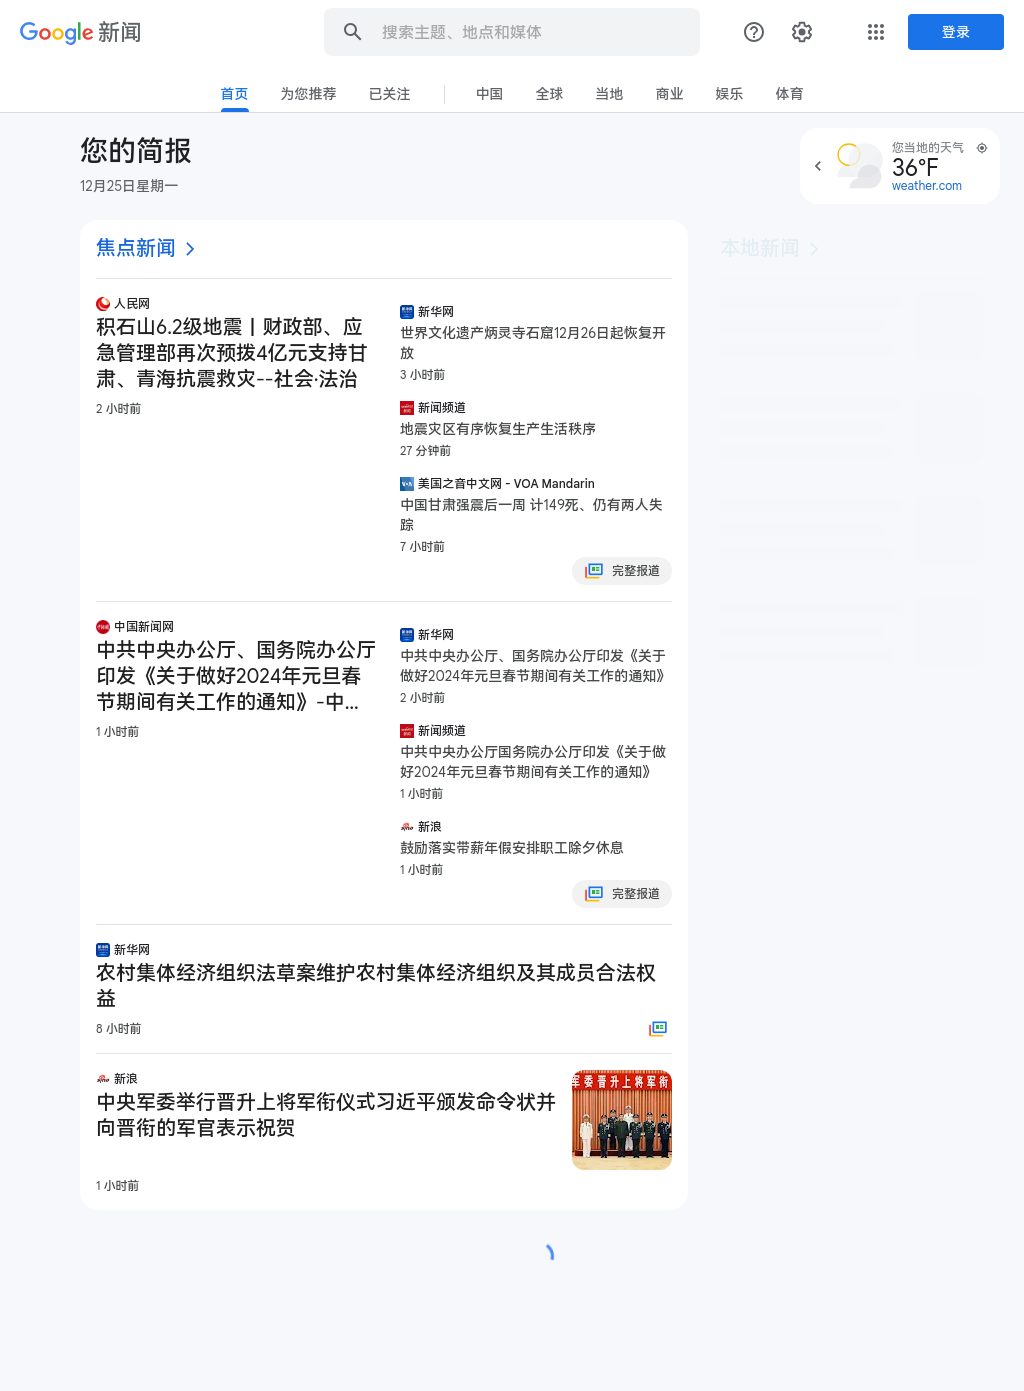 Google 新闻
搜索主题、地点和媒体
登录
首页
为您推荐
已关注
中国
全球
当地
商业
娱乐
体育
您的简报
12月25日星期一
您当地的天气
36°F
weather.com
焦点新闻
本地新闻
人民网
积石山6.2级地震丨财政部、应
急管理部再次预拨4亿元支持甘
肃、青海抗震救灾--社会·法治
2 小时前
新华网
世界文化遗产炳灵寺石窟12月26日起恢复开
放
3 小时前
新闻频道
地震灾区有序恢复生产生活秩序
27 分钟前
美国之音中文网 - VOA Mandarin
中国甘肃强震后一周 计149死、仍有两人失
踪
7 小时前
完整报道
中国新闻网
中共中央办公厅、国务院办公厅
印发《关于做好2024年元旦春
节期间有关工作的通知》-中...
1 小时前
新华网
中共中央办公厅、国务院办公厅印发《关于
做好2024年元旦春节期间有关工作的通知》
2 小时前
新闻频道
中共中央办公厅国务院办公厅印发《关于做
好2024年元旦春节期间有关工作的通知》
1 小时前
新浪
鼓励落实带薪年假安排职工除夕休息
1 小时前
完整报道
新华网
农村集体经济组织法草案维护农村集体经济组织及其成员合法权
益
8 小时前
新浪
中央军委举行晋升上将军衔仪式习近平颁发命令状并
向晋衔的军官表示祝贺
军委晋升上将军衔
1 小时前